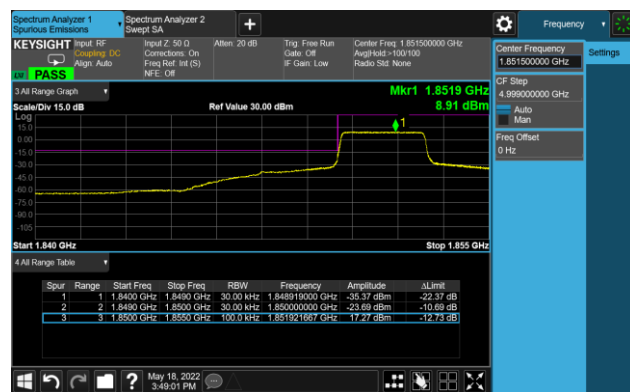 Spectrum Analyzer 1
Spurious Emissions
Spectrum Analyzer 2
Swept SA
Frequency
KEYSIGHT
Input: RF
Coupling: DC
Align: Auto
Input Z: 50 Ω
Corrections: On
Freq Ref: Int (S)
NFE: Off
Atten: 20 dB
Trig: Free Run
Gate: Off
IF Gain: Low
Center Freq: 1.851500000 GHz
Avg|Hold:>100/100
Radio Std: None
PASS
Center Frequency
1.851500000 GHz
Settings
CF Step
4.999000000 GHz
Auto
Man
Freq Offset
0 Hz
3 All Range Graph
Mkr1 1.8519 GHz
Scale/Div 15.0 dB
Ref Value 30.00 dBm
8.91 dBm
Log
15.0
0.00
-15.0
-30.0
-45.0
-60.0
-75.0
-90.0
-105
1
Start 1.840 GHz
Stop 1.855 GHz
4 All Range Table
Spur Range Start Freq Stop Freq RBW Frequency Amplitude ΔLimit
1 1 1.8400 GHz 1.8490 GHz 30.00 kHz 1.848919000 GHz -35.37 dBm -22.37 dB
2 2 1.8490 GHz 1.8500 GHz 30.00 kHz 1.850000000 GHz -23.69 dBm -10.69 dB
3 3 1.8500 GHz 1.8550 GHz 100.0 kHz 1.851921667 GHz 17.27 dBm -12.73 dB
?
May 18, 2022
3:49:01 PM